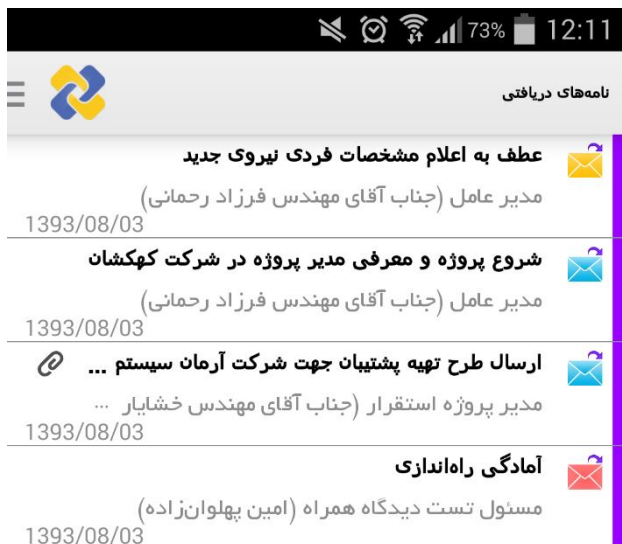 73% 12:11
نامه‌های دریافتی
عطف به اعلام مشخصات فردی نیروی جدید
مدیر عامل (جناب آقای مهندس فرزاد رحمانی)
1393/08/03
شروع پروژه و معرفی مدیر پروژه در شرکت کهکشان
مدیر عامل (جناب آقای مهندس فرزاد رحمانی)
1393/08/03
ارسال طرح تهیه پشتیبان جهت شرکت آرمان سیستم ...
مدیر پروژه استقرار (جناب آقای مهندس خشایار ...
1393/08/03
آمادگی راه‌اندازی
مسئول تست دیدگاه همراه (امین پهلوان‌زاده)
1393/08/03